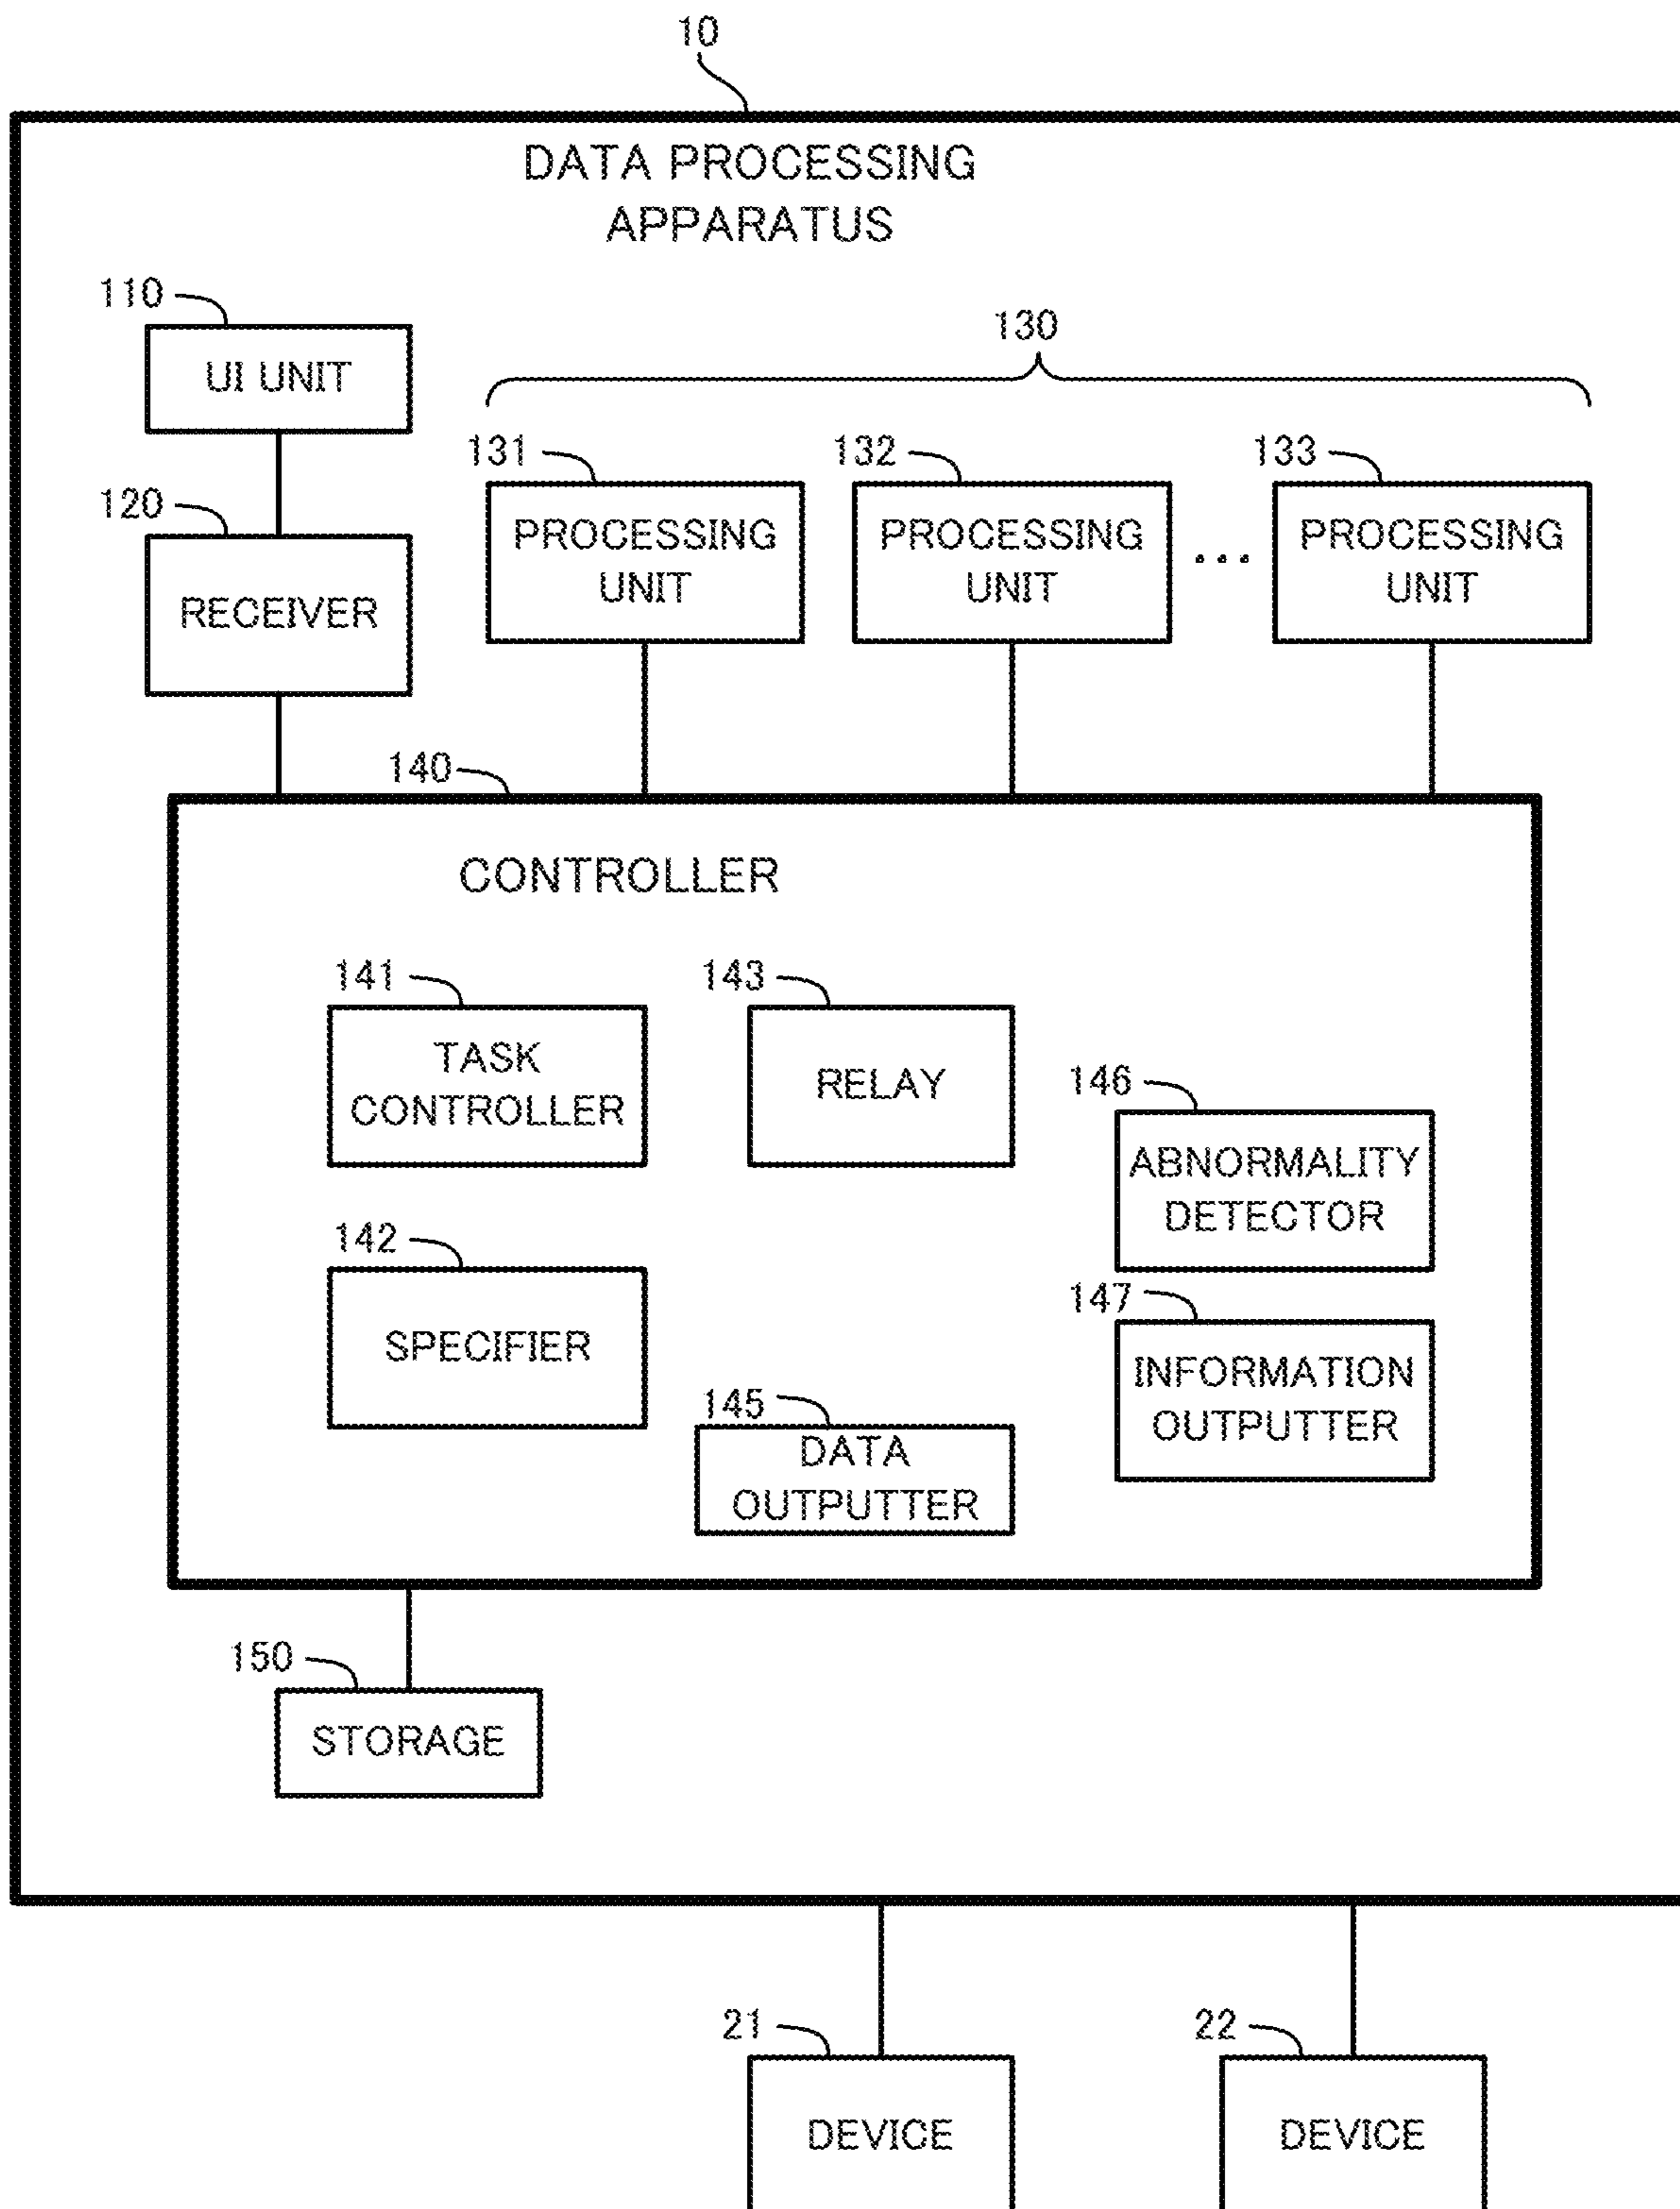 10
DATA PROCESSING
APPARATUS
110
UI UNIT
130
131
132
133
120
RECEIVER
PROCESSING
UNIT
PROCESSING
UNIT
...
PROCESSING
UNIT
140
CONTROLLER
141
TASK
CONTROLLER
143
RELAY
146
ABNORMALITY
DETECTOR
142
SPECIFIER
147
INFORMATION
OUTPUTTER
145
DATA
OUTPUTTER
150
STORAGE
21
DEVICE
22
DEVICE